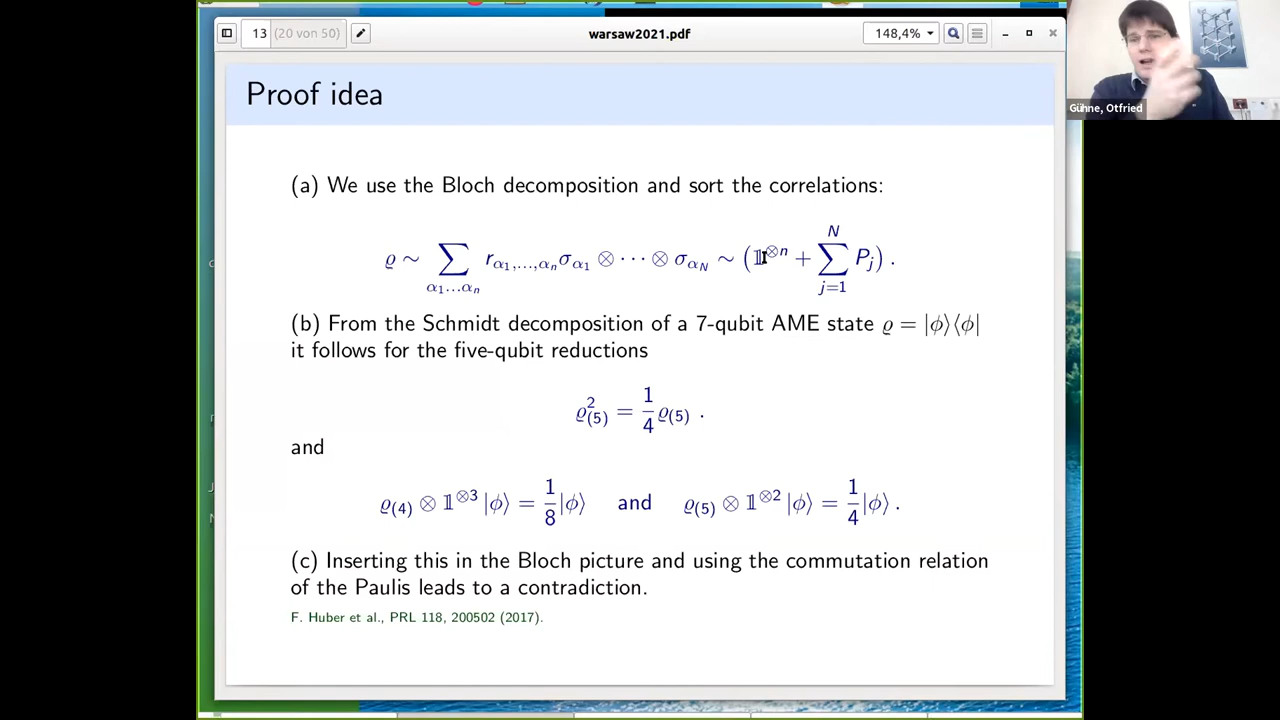 13 (20 von 50)
warsaw2021.pdf
148,4%
Gühne, Otfried
Proof idea
(a) We use the Bloch decomposition and sort the correlations:
ϱ ∼ ∑_{α₁...αₙ} r_{α₁,...,αₙ} σ_{α₁} ⊗ ··· ⊗ σ_{α_N} ∼ (𝟙^{⊗n} + ∑_{j=1}^{N} P_j) .
(b) From the Schmidt decomposition of a 7-qubit AME state ϱ = |ϕ⟩⟨ϕ|
it follows for the five-qubit reductions
ϱ²_{(5)} = 1/4 ϱ_{(5)} .
and
ϱ_{(4)} ⊗ 𝟙^{⊗3} |ϕ⟩ = 1/8 |ϕ⟩ and ϱ_{(5)} ⊗ 𝟙^{⊗2} |ϕ⟩ = 1/4 |ϕ⟩ .
(c) Inserting this in the Bloch picture and using the commutation relation
of the Paulis leads to a contradiction.
F. Huber et al., PRL 118, 200502 (2017).